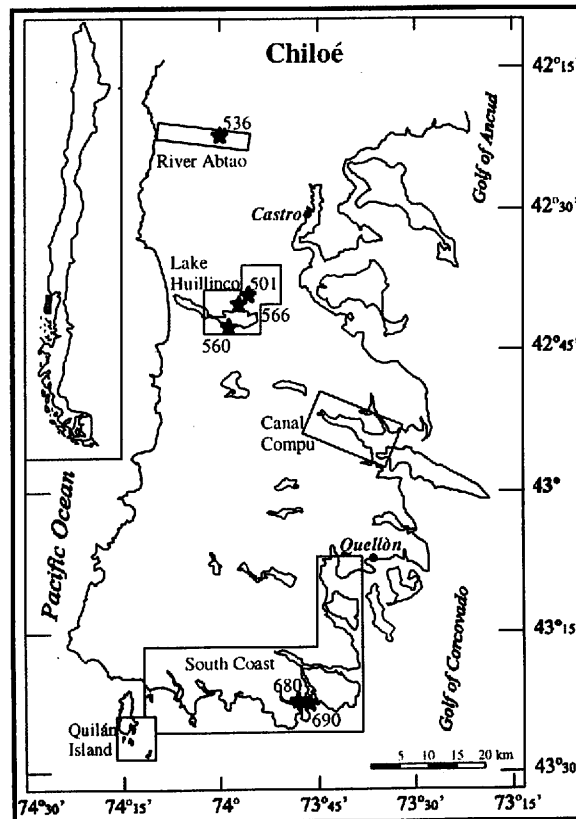 Chiloé
42°15'
536
River Abtao
Golf of Ancud
42°30'
Castro
Lake
Huillinco
501
566
560
42°45'
Canal
Compu
43°
Pacific Ocean
Quellòn
43°15'
South Coast
Golf of Corcovado
680
690
Quilán
Island
5 10 15 20 km
43°30'
74°30' 74°15' 74° 73°45' 73°30' 73°15'